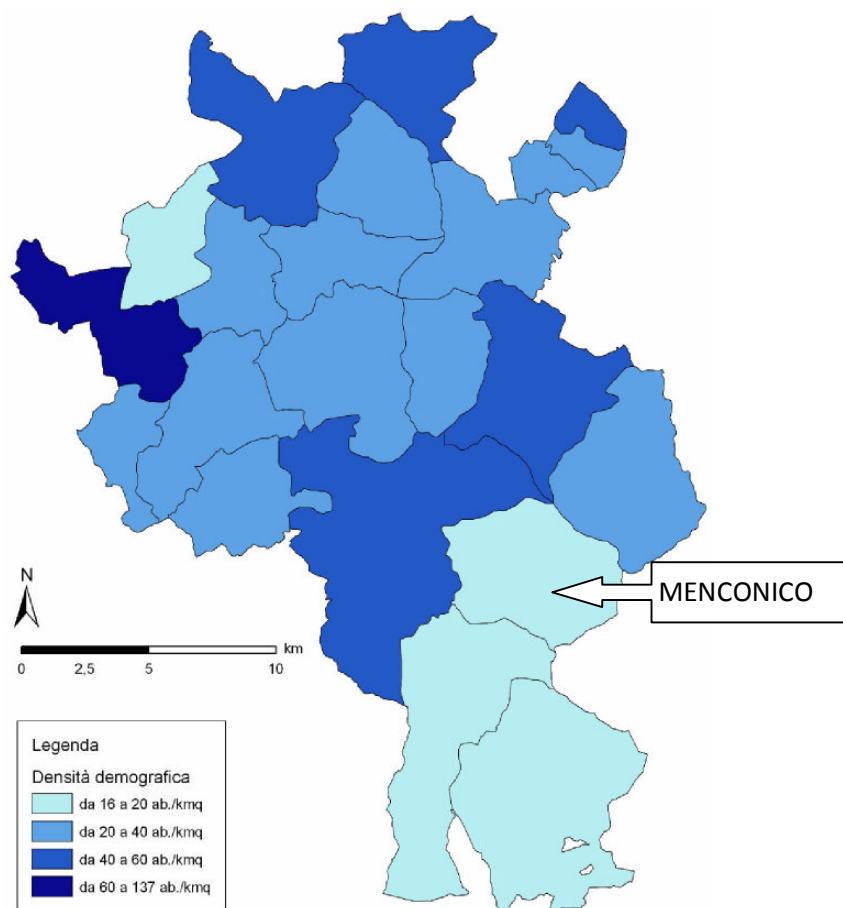 MENCONICO
N
km
0 2,5 5 10
Legenda
Densità demografica
da 16 a 20 ab./kmq
da 20 a 40 ab./kmq
da 40 a 60 ab./kmq
da 60 a 137 ab./kmq